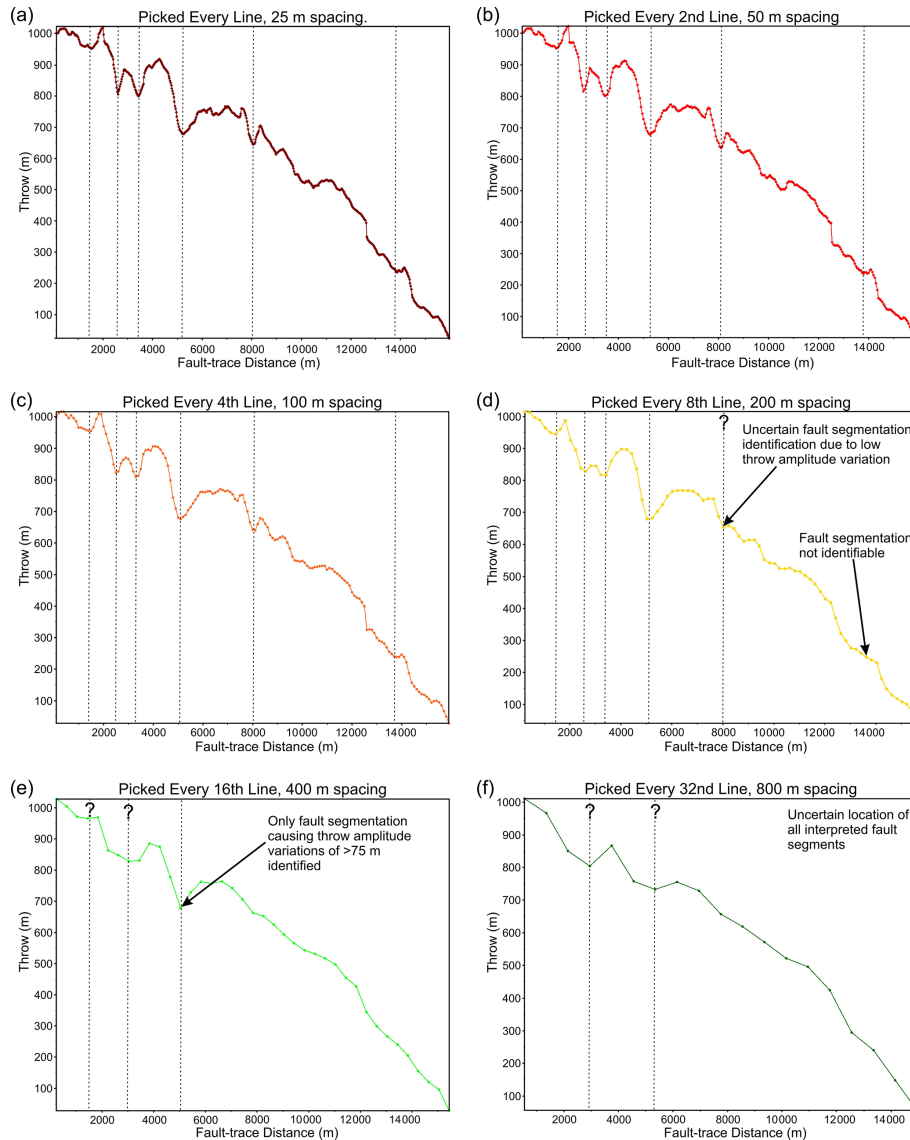 (a) Picked Every Line, 25 m spacing.
1000
900
800
700
600
500
400
300
200
100
Throw (m)
2000 4000 6000 8000 10000 12000 14000
Fault-trace Distance (m)
(b) Picked Every 2nd Line, 50 m spacing
1000
900
800
700
600
500
400
300
200
100
Throw (m)
2000 4000 6000 8000 10000 12000 14000
Fault-trace Distance (m)
(c) Picked Every 4th Line, 100 m spacing
1000
900
800
700
600
500
400
300
200
100
Throw (m)
2000 4000 6000 8000 10000 12000 14000
Fault-trace Distance (m)
(d) Picked Every 8th Line, 200 m spacing
?
Uncertain fault segmentation
identification due to low
throw amplitude variation
Fault segmentation
not identifiable
1000
900
800
700
600
500
400
300
200
100
Throw (m)
2000 4000 6000 8000 10000 12000 14000
Fault-trace Distance (m)
(e) Picked Every 16th Line, 400 m spacing
? ?
Only fault segmentation
causing throw amplitude
variations of >75 m
identified
1000
900
800
700
600
500
400
300
200
100
Throw (m)
2000 4000 6000 8000 10000 12000 14000
Fault-trace Distance (m)
(f) Picked Every 32nd Line, 800 m spacing
? ?
Uncertain location of
all interpreted fault
segments
1000
900
800
700
600
500
400
300
200
100
Throw (m)
2000 4000 6000 8000 10000 12000 14000
Fault-trace Distance (m)